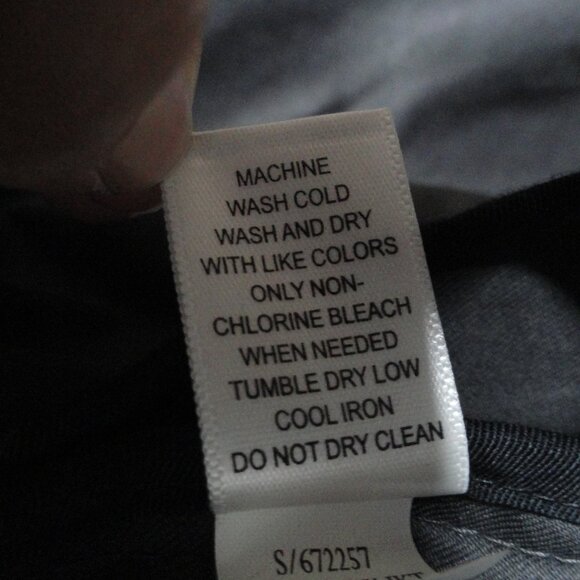 MACHINE
WASH COLD
WASH AND DRY
WITH LIKE COLORS
ONLY NON-
CHLORINE BLEACH
WHEN NEEDED
TUMBLE DRY LOW
COOL IRON
DO NOT DRY CLEAN
S/672257